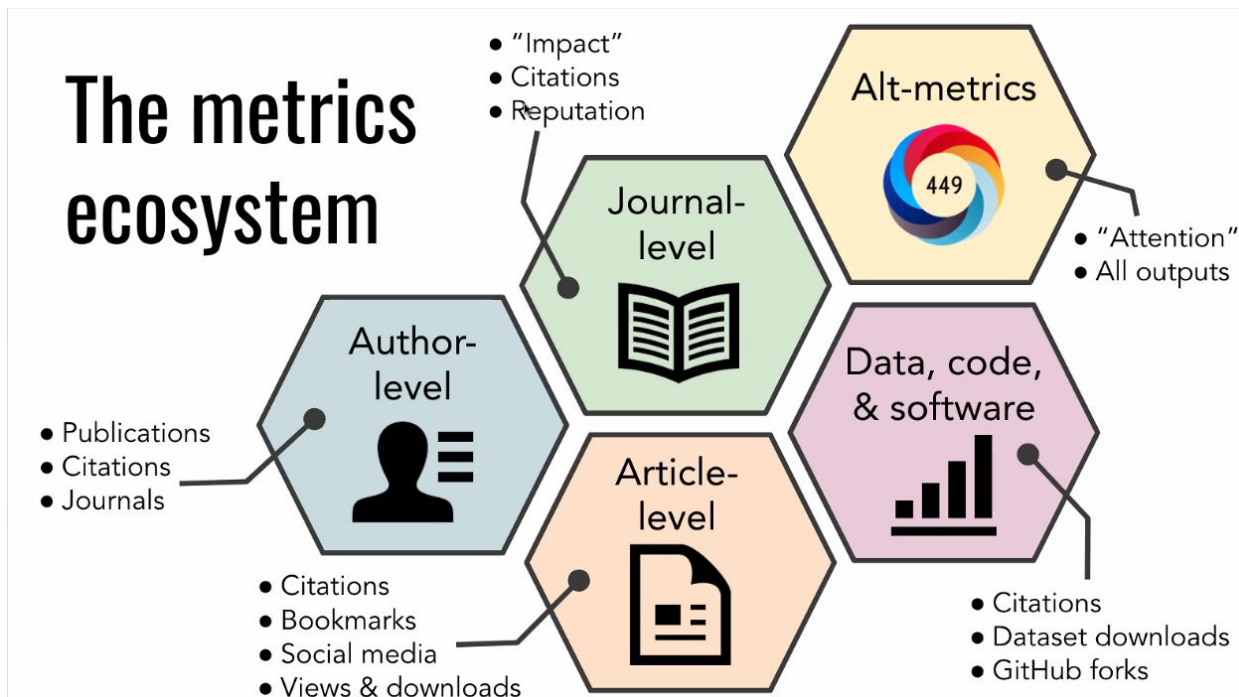 The metrics
ecosystem
● “Impact”
● Citations
● Reputation
Alt-metrics
449
● “Attention”
● All outputs
Journal-
level
Author-
level
● Publications
● Citations
● Journals
Data, code,
& software
Article-
level
● Citations
● Bookmarks
● Social media
● Views & downloads
● Citations
● Dataset downloads
● GitHub forks